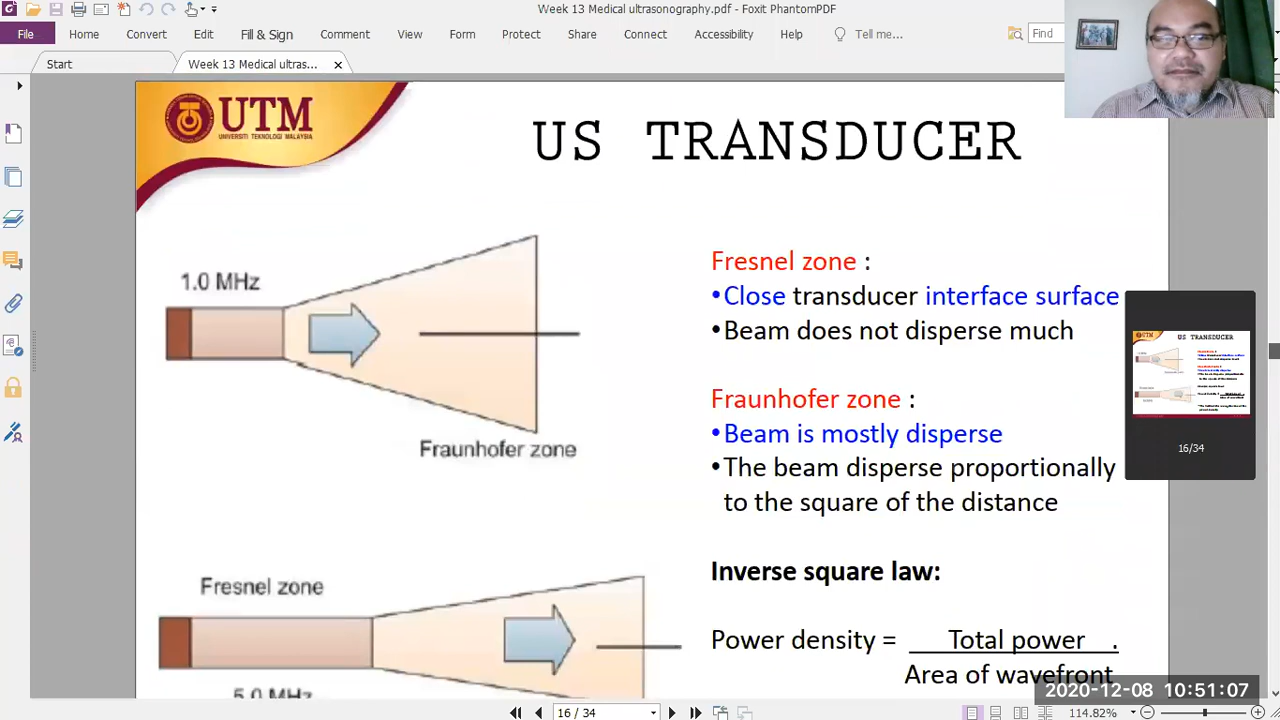 Week 13 Medical ultrasonography.pdf - Foxit PhantomPDF
File Home Convert Edit Fill & Sign Comment View Form Protect Share Connect Accessibility Help Tell me... Find
Start Week 13 Medical ultras...
UTM
UNIVERSITI TEKNOLOGI MALAYSIA
US TRANSDUCER
1.0 MHz
Fraunhofer zone
Fresnel zone
5.0 MHz
Fresnel zone :
•Close transducer interface surface
•Beam does not disperse much
Fraunhofer zone :
•Beam is mostly disperse
•The beam disperse proportionally
to the square of the distance
Inverse square law:
Power density = Total power .
Area of wavefront
US TRANSDUCER
16/34
2020-12-08 10:51:07
16 / 34
114.82%